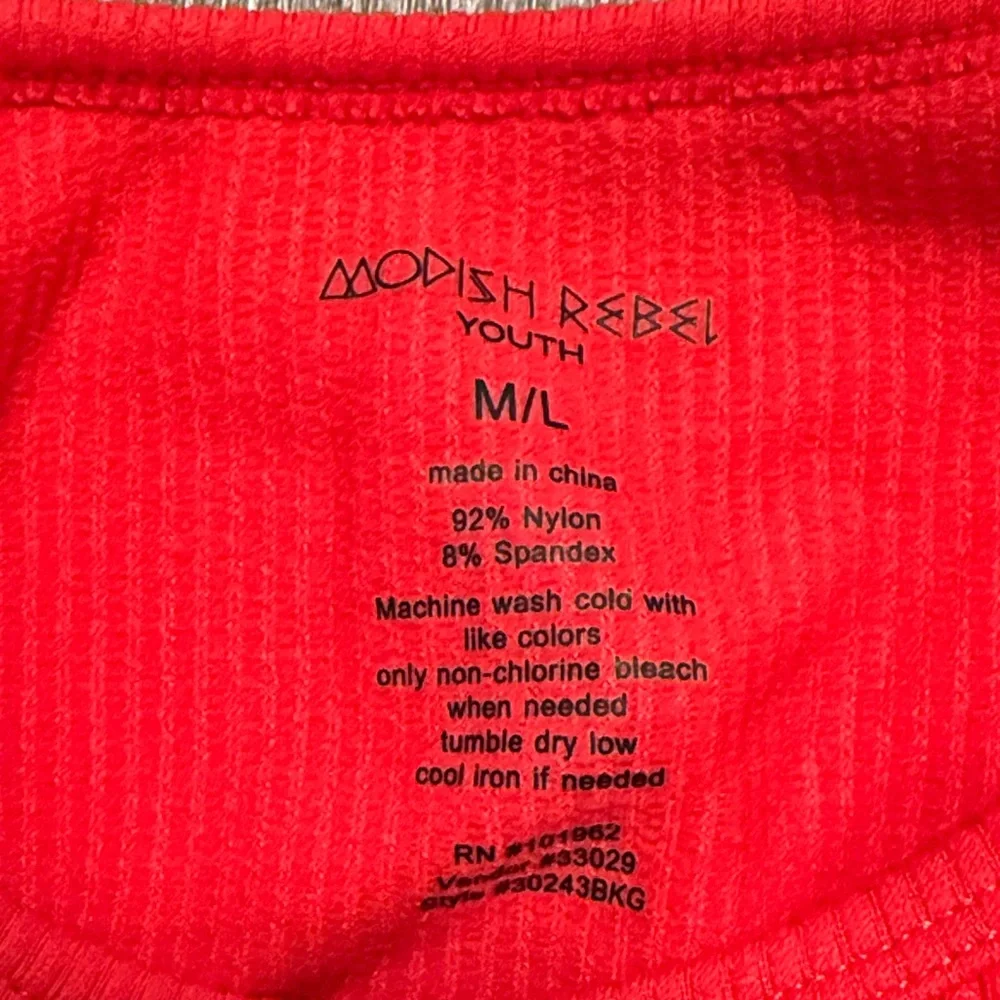 MODISH REBEL
YOUTH
M/L
made in china
92% Nylon
8% Spandex
Machine wash cold with
like colors
only non-chlorine bleach
when needed
tumble dry low
cool iron if needed
RN #101962
Vendor #33029
Style #30243BKG